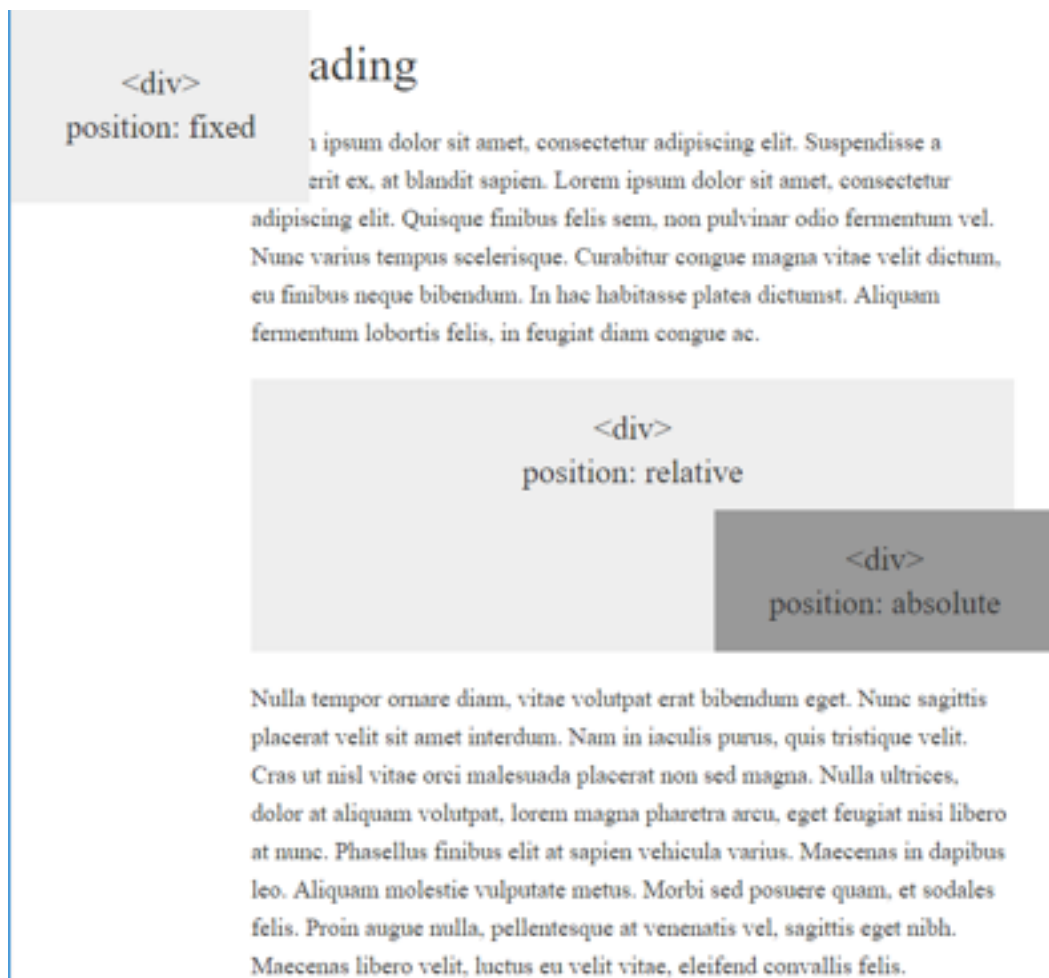 <div>
position: fixed
ading
ipsum dolor sit amet, consectetur adipiscing elit. Suspendisse a
erit ex, at blandit sapien. Lorem ipsum dolor sit amet, consectetur
adipiscing elit. Quisque finibus felis sem, non pulvinar odio fermentum vel.
Nunc varius tempus scelerisque. Curabitur congue magna vitae velit dictum,
eu finibus neque bibendum. In hac habitasse platea dictumst. Aliquam
fermentum lobortis felis, in feugiat diam congue ac.
<div>
position: relative
<div>
position: absolute
Nulla tempor ornare diam, vitae volutpat erat bibendum eget. Nunc sagittis
placerat velit sit amet interdum. Nam in iaculis purus, quis tristique velit.
Cras ut nisl vitae orci malesuada placerat non sed magna. Nulla ultrices,
dolor at aliquam volutpat, lorem magna pharetra arcu, eget feugiat nisi libero
at nunc. Phasellus finibus elit at sapien vehicula varius. Maecenas in dapibus
leo. Aliquam molestie vulputate metus. Morbi sed posuere quam, et sodales
felis. Proin augue nulla, pellentesque at venenatis vel, sagittis eget nibh.
Maecenas libero velit, luctus eu velit vitae, eleifend convallis felis.